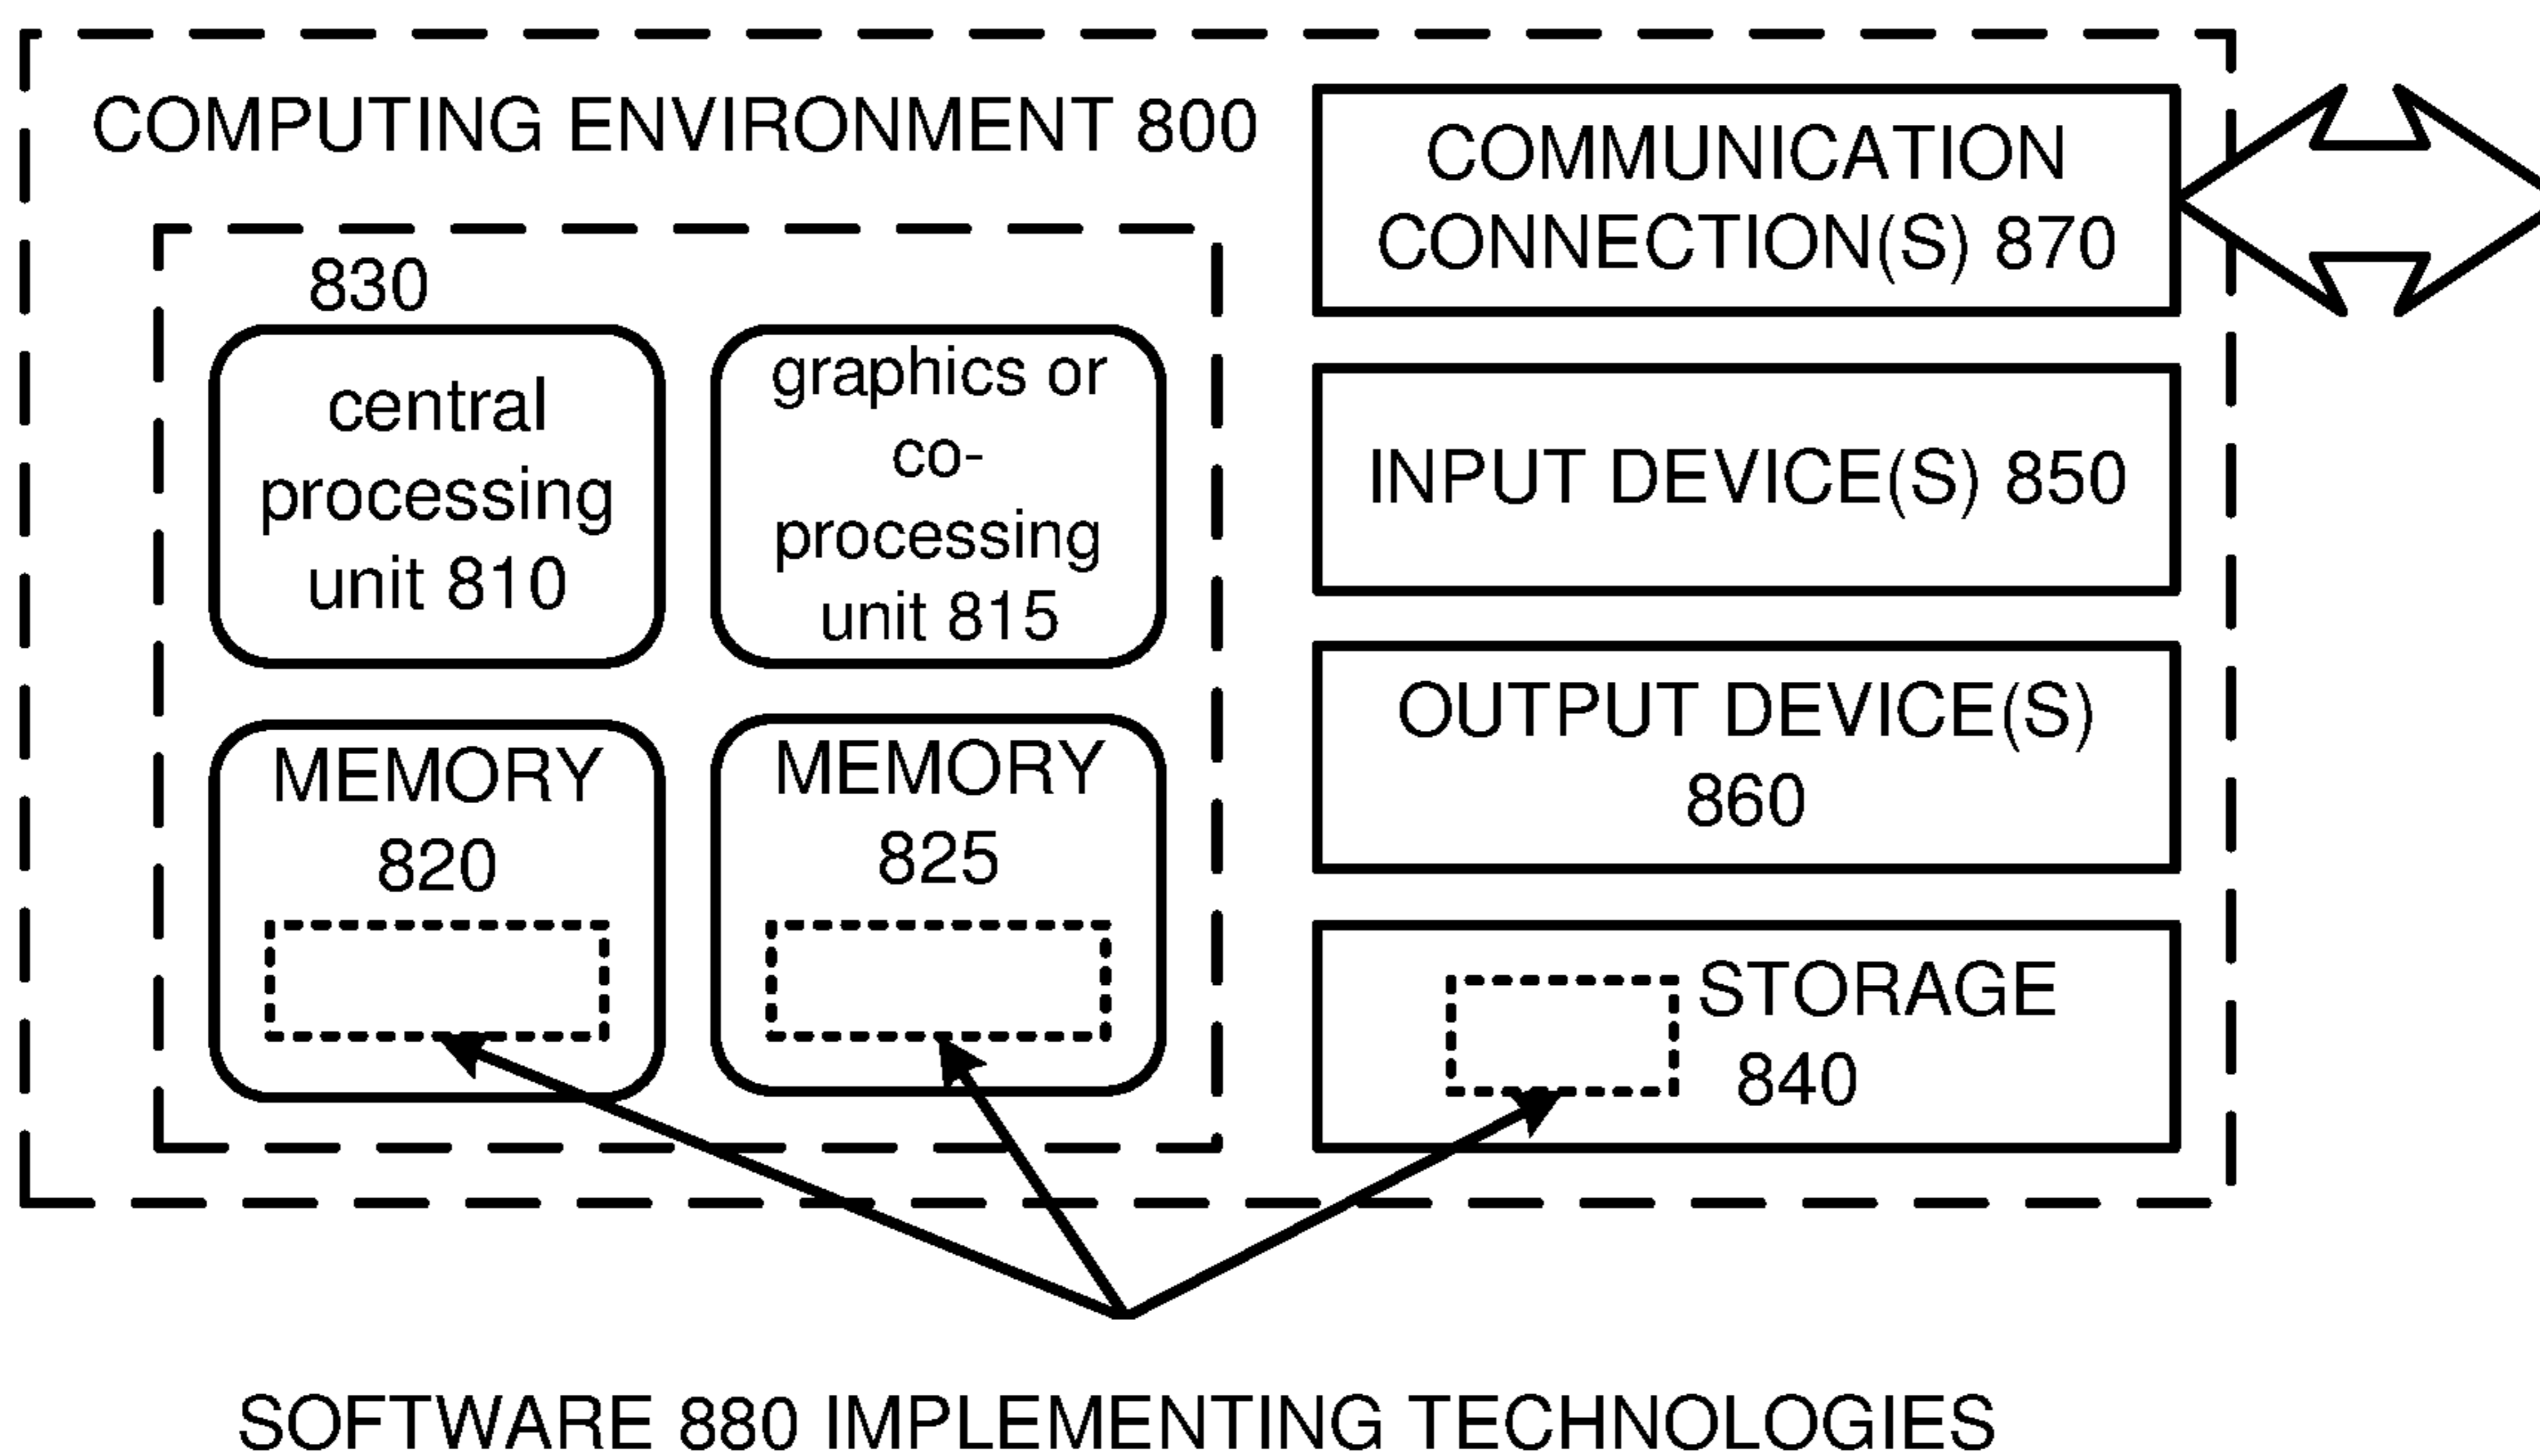 COMPUTING ENVIRONMENT 800
830
central
processing
unit 810
graphics or
co-
processing
unit 815
MEMORY
820
MEMORY
825
COMMUNICATION
CONNECTION(S) 870
INPUT DEVICE(S) 850
OUTPUT DEVICE(S)
860
STORAGE
840
SOFTWARE 880 IMPLEMENTING TECHNOLOGIES